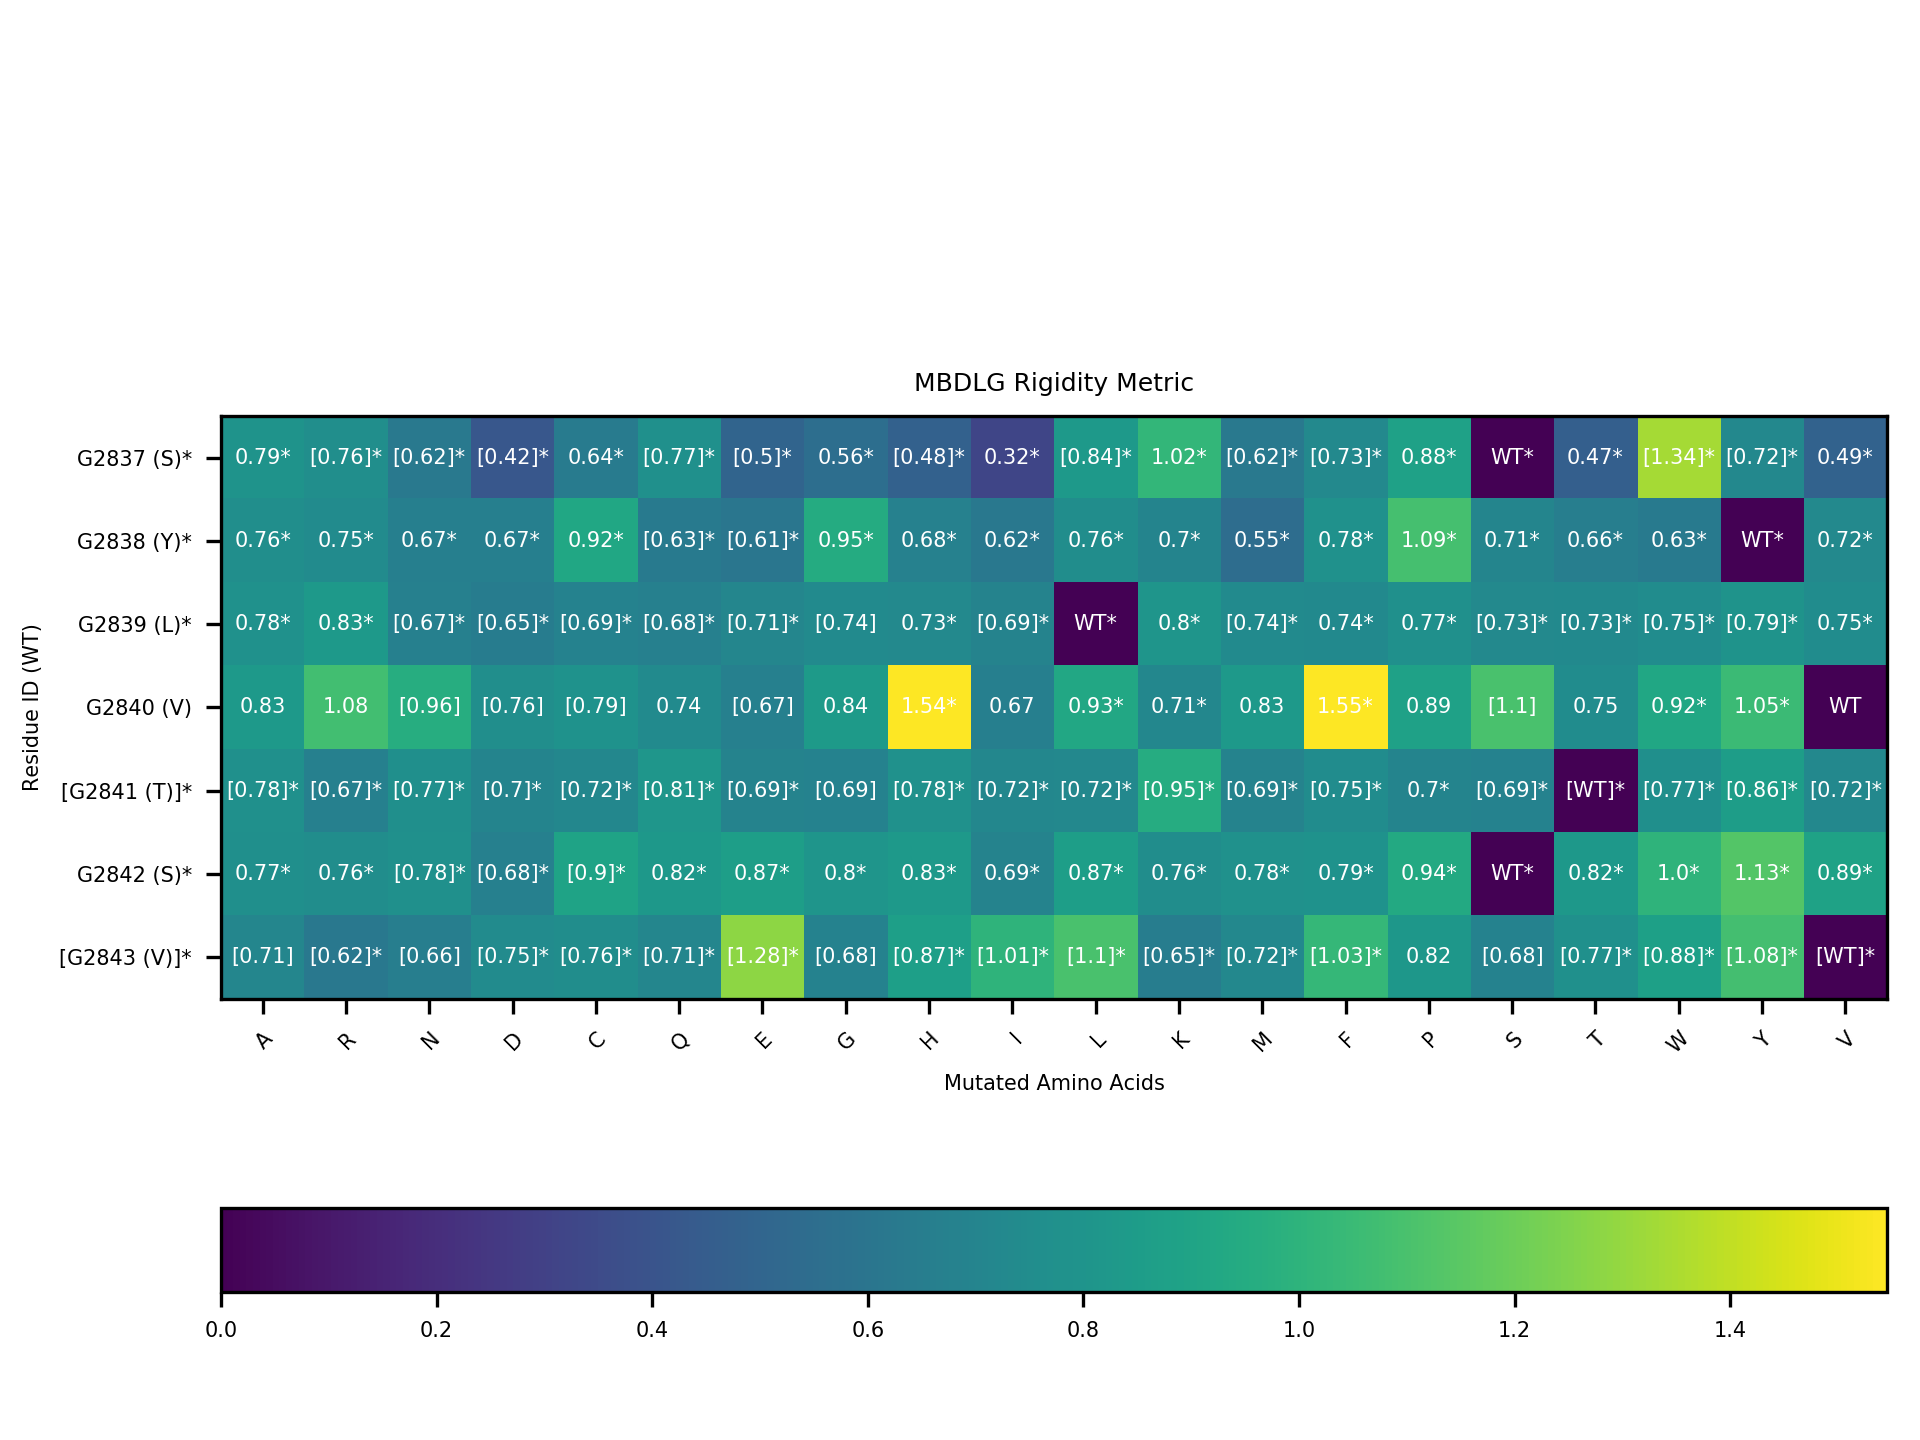 MBDLG Rigidity Metric
Residue ID (WT)
G2837 (S)* 0.79* [0.76]* [0.62]* [0.42]* 0.64* [0.77]* [0.5]* 0.56* [0.48]* 0.32* [0.84]* 1.02* [0.62]* [0.73]* 0.88* WT* 0.47* [1.34]* [0.72]* 0.49*
G2838 (Y)* 0.76* 0.75* 0.67* 0.67* 0.92* [0.63]* [0.61]* 0.95* 0.68* 0.62* 0.76* 0.7* 0.55* 0.78* 1.09* 0.71* 0.66* 0.63* WT* 0.72*
G2839 (L)* 0.78* 0.83* [0.67]* [0.65]* [0.69]* [0.68]* [0.71]* [0.74] 0.73* [0.69]* WT* 0.8* [0.74]* 0.74* 0.77* [0.73]* [0.73]* [0.75]* [0.79]* 0.75*
G2840 (V) 0.83 1.08 [0.96] [0.76] [0.79] 0.74 [0.67] 0.84 1.54* 0.67 0.93* 0.71* 0.83 1.55* 0.89 [1.1] 0.75 0.92* 1.05* WT
[G2841 (T)]* [0.78]* [0.67]* [0.77]* [0.7]* [0.72]* [0.81]* [0.69]* [0.69] [0.78]* [0.72]* [0.72]* [0.95]* [0.69]* [0.75]* 0.7* [0.69]* [WT]* [0.77]* [0.86]* [0.72]*
G2842 (S)* 0.77* 0.76* [0.78]* [0.68]* [0.9]* 0.82* 0.87* 0.8* 0.83* 0.69* 0.87* 0.76* 0.78* 0.79* 0.94* WT* 0.82* 1.0* 1.13* 0.89*
[G2843 (V)]* [0.71] [0.62]* [0.66] [0.75]* [0.76]* [0.71]* [1.28]* [0.68] [0.87]* [1.01]* [1.1]* [0.65]* [0.72]* [1.03]* 0.82 [0.68] [0.77]* [0.88]* [1.08]* [WT]*
A R N D C Q E G H I L K M F P S T W Y V
Mutated Amino Acids
0.0 0.2 0.4 0.6 0.8 1.0 1.2 1.4